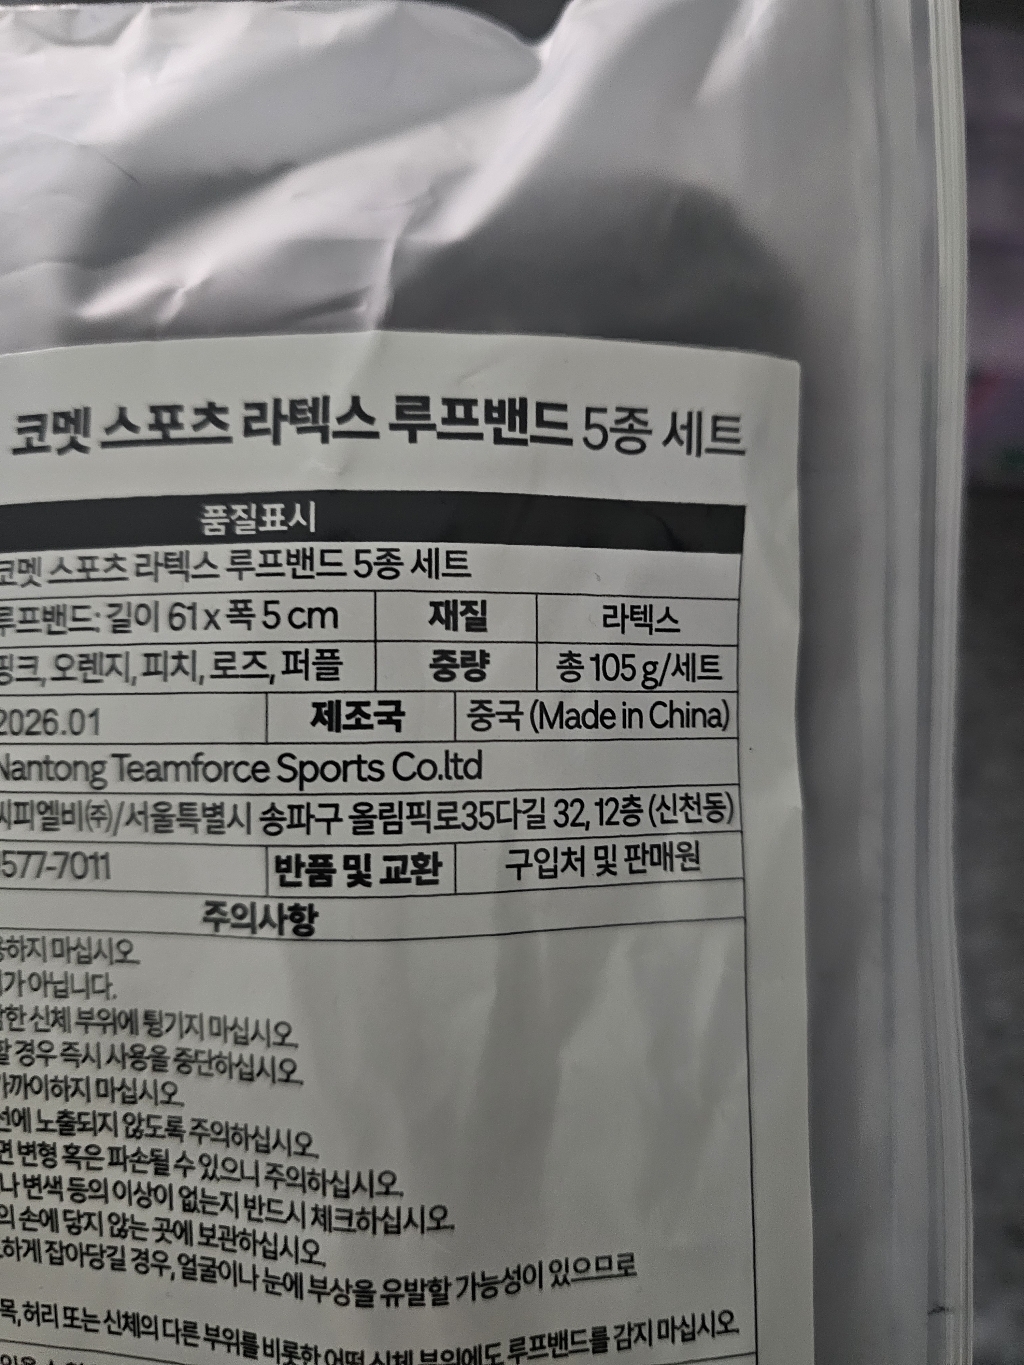 코멧 스포츠 라텍스 루프밴드 5종 세트
품질표시
코멧 스포츠 라텍스 루프밴드 5종 세트
루프밴드: 길이 61 x 폭 5 cm 재질 라텍스
핑크, 오렌지, 피치, 로즈, 퍼플 중량 총 105 g/세트
2026.01 제조국 중국 (Made in China)
Nantong Teamforce Sports Co.ltd
씨피엘비㈜/서울특별시 송파구 올림픽로35다길 32, 12층 (신천동)
577-7011 반품 및 교환 구입처 및 판매원
주의사항
하지 마십시오.
가 아닙니다.
한 신체 부위에 튕기지 마십시오.
할 경우 즉시 사용을 중단하십시오.
가까이하지 마십시오.
선에 노출되지 않도록 주의하십시오.
면 변형 혹은 파손될 수 있으니 주의하십시오.
나 변색 등의 이상이 없는지 반드시 체크하십시오.
의 손에 닿지 않는 곳에 보관하십시오.
하게 잡아당길 경우, 얼굴이나 눈에 부상을 유발할 가능성이 있으므로
목, 허리 또는 신체의 다른 부위를 비롯한 어떤 신체 부위에도 루프밴드를 감지 마십시오.